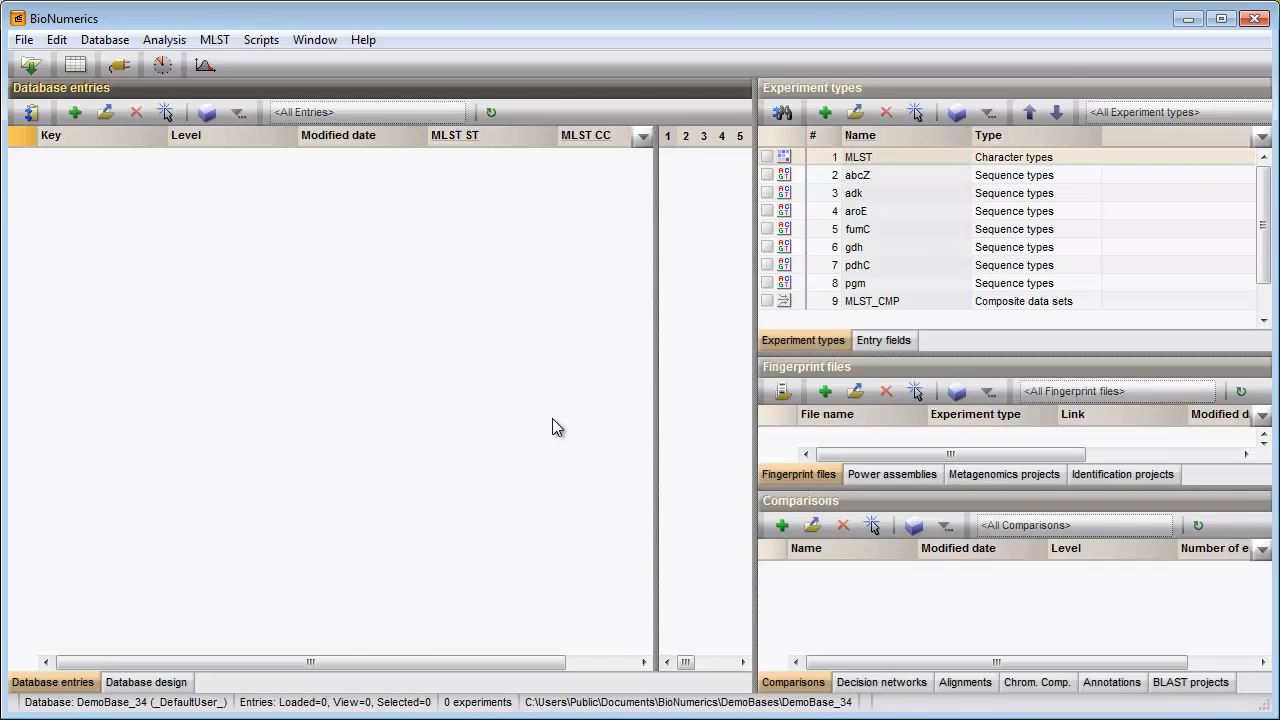 BioNumerics
File Edit Database Analysis MLST Scripts Window Help
Database entries
<All Entries>
Key Level Modified date MLST ST MLST CC 1 2 3 4 5
Experiment types
<All Experiment types>
# Name Type
1 MLST Character types
2 abcZ Sequence types
3 adk Sequence types
4 aroE Sequence types
5 fumC Sequence types
6 gdh Sequence types
7 pdhC Sequence types
8 pgm Sequence types
9 MLST_CMP Composite data sets
Experiment types Entry fields
Fingerprint files
<All Fingerprint files>
File name Experiment type Link Modified d
Fingerprint files Power assemblies Metagenomics projects Identification projects
Comparisons
<All Comparisons>
Name Modified date Level Number of e
Database entries Database design
Comparisons Decision networks Alignments Chrom. Comp. Annotations BLAST projects
Database: DemoBase_34 (_DefaultUser_) Entries: Loaded=0, View=0, Selected=0 0 experiments C:\Users\Public\Documents\BioNumerics\DemoBases\DemoBase_34